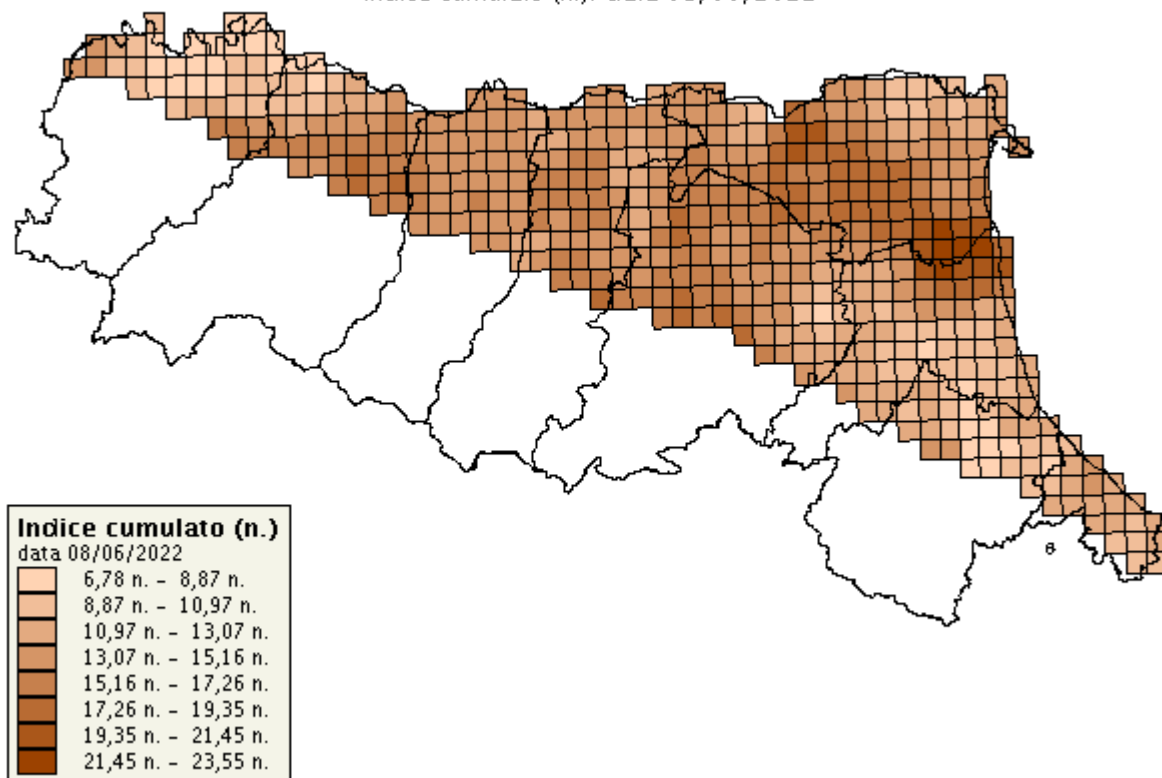 Indice cumulato (n.)
data 08/06/2022
6,78 n. - 8,87 n.
8,87 n. - 10,97 n.
10,97 n. - 13,07 n.
13,07 n. - 15,16 n.
15,16 n. - 17,26 n.
17,26 n. - 19,35 n.
19,35 n. - 21,45 n.
21,45 n. - 23,55 n.